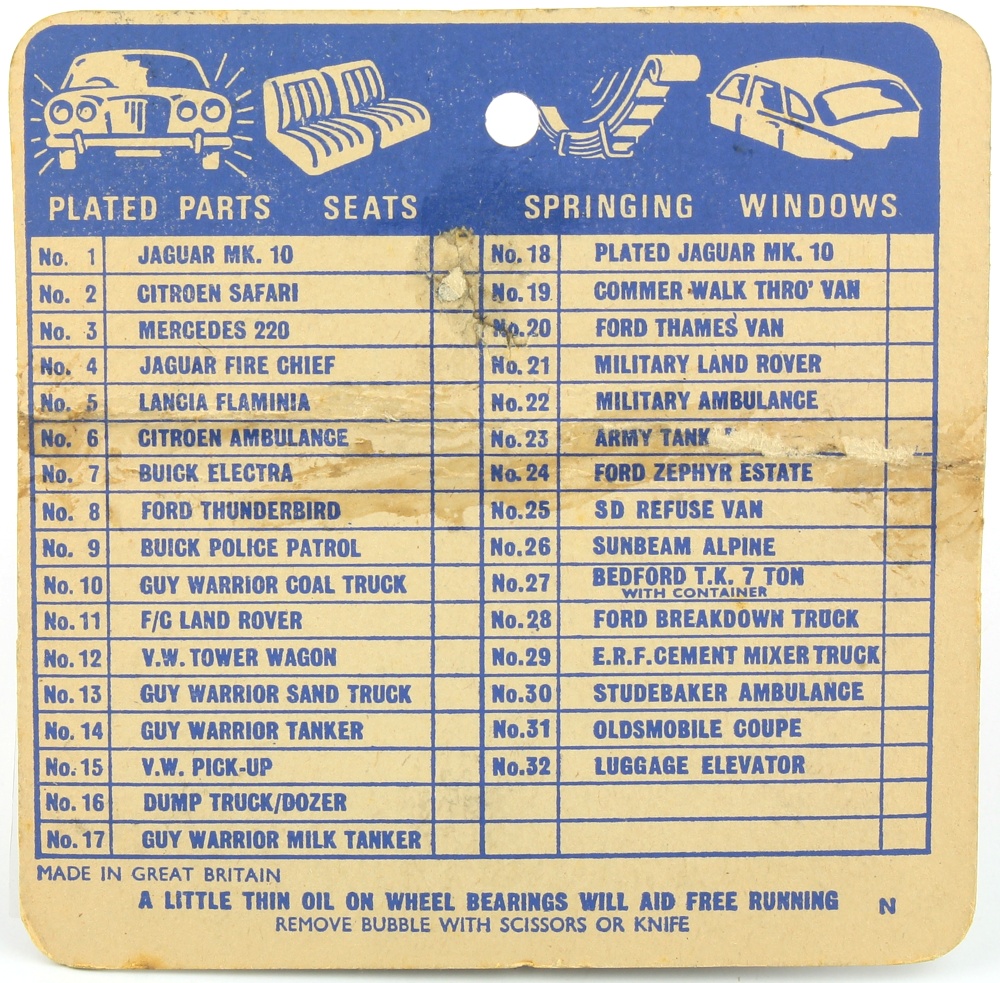 PLATED PARTS SEATS SPRINGING WINDOWS
No. 1 JAGUAR MK. 10
No. 2 CITROEN SAFARI
No. 3 MERCEDES 220
No. 4 JAGUAR FIRE CHIEF
No. 5 LANCIA FLAMINIA
No. 6 CITROEN AMBULANCE
No. 7 BUICK ELECTRA
No. 8 FORD THUNDERBIRD
No. 9 BUICK POLICE PATROL
No. 10 GUY WARRIOR COAL TRUCK
No. 11 F/C LAND ROVER
No. 12 V.W. TOWER WAGON
No. 13 GUY WARRIOR SAND TRUCK
No. 14 GUY WARRIOR TANKER
No. 15 V.W. PICK-UP
No. 16 DUMP TRUCK/DOZER
No. 17 GUY WARRIOR MILK TANKER
No. 18 PLATED JAGUAR MK. 10
No. 19 COMMER WALK THRO' VAN
No. 20 FORD THAMES VAN
No. 21 MILITARY LAND ROVER
No. 22 MILITARY AMBULANCE
No. 23 ARMY TANK
No. 24 FORD ZEPHYR ESTATE
No. 25 SD REFUSE VAN
No. 26 SUNBEAM ALPINE
No. 27 BEDFORD T.K. 7 TON
WITH CONTAINER
No. 28 FORD BREAKDOWN TRUCK
No. 29 E.R.F. CEMENT MIXER TRUCK
No. 30 STUDEBAKER AMBULANCE
No. 31 OLDSMOBILE COUPE
No. 32 LUGGAGE ELEVATOR
MADE IN GREAT BRITAIN
A LITTLE THIN OIL ON WHEEL BEARINGS WILL AID FREE RUNNING
REMOVE BUBBLE WITH SCISSORS OR KNIFE
N